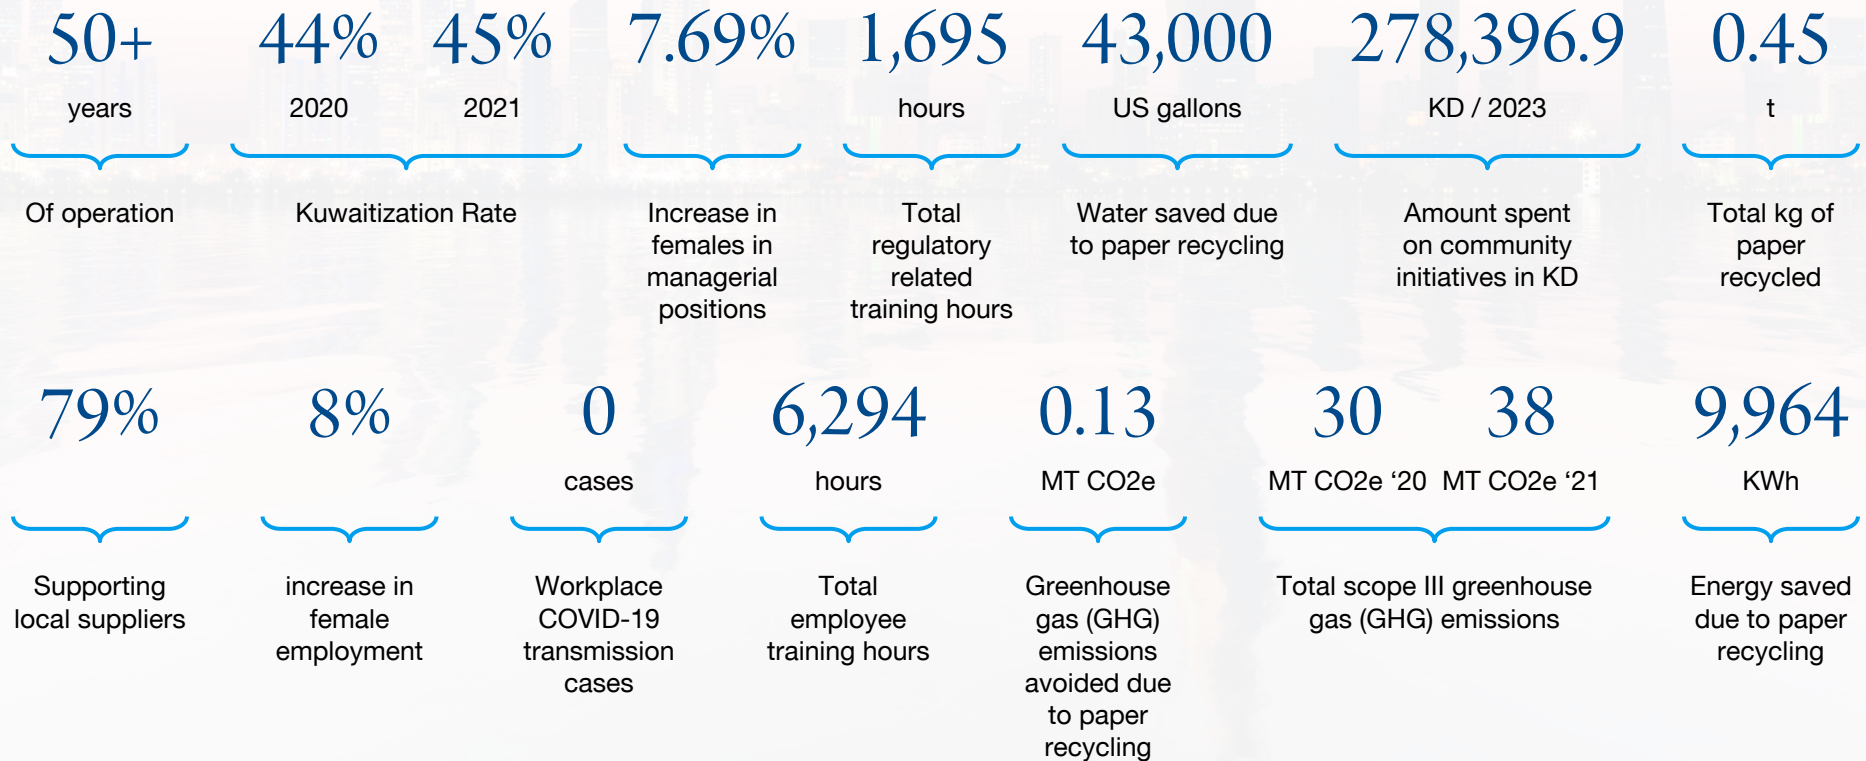 50+
years
Of operation
44% 45%
2020 2021
Kuwaitization Rate
7.69%
Increase in
females in
managerial
positions
1,695
hours
Total
regulatory
related
training hours
43,000
US gallons
Water saved due
to paper recycling
278,396.9
KD / 2023
Amount spent
on community
initiatives in KD
0.45
t
Total kg of
paper
recycled
79%
Supporting
local suppliers
8%
increase in
female
employment
0
cases
Workplace
COVID-19
transmission
cases
6,294
hours
Total
employee
training hours
0.13
MT CO2e
Greenhouse
gas (GHG)
emissions
avoided due
to paper
recycling
30 38
MT CO2e ‘20 MT CO2e ‘21
Total scope III greenhouse
gas (GHG) emissions
9,964
KWh
Energy saved
due to paper
recycling